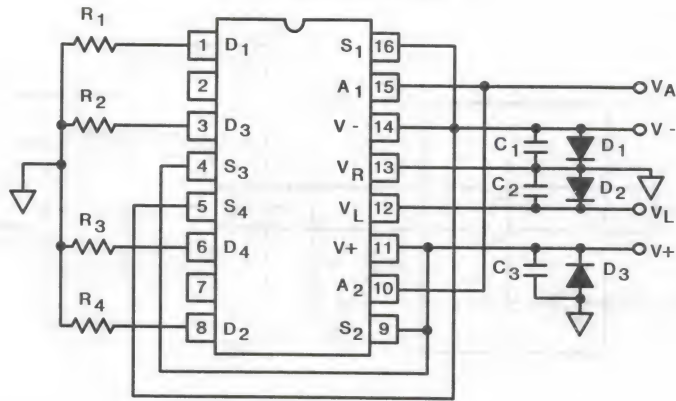 R1
1 D1 S1 16
2 A1 15 VA
R2
3 D3 V - 14 V -
C1 D1
4 S3 VR 13
C2 D2
5 S4 VL 12 VL
R3
6 D4 V+ 11 V+
C3 D3
7 A2 10
R4
8 D2 S2 9